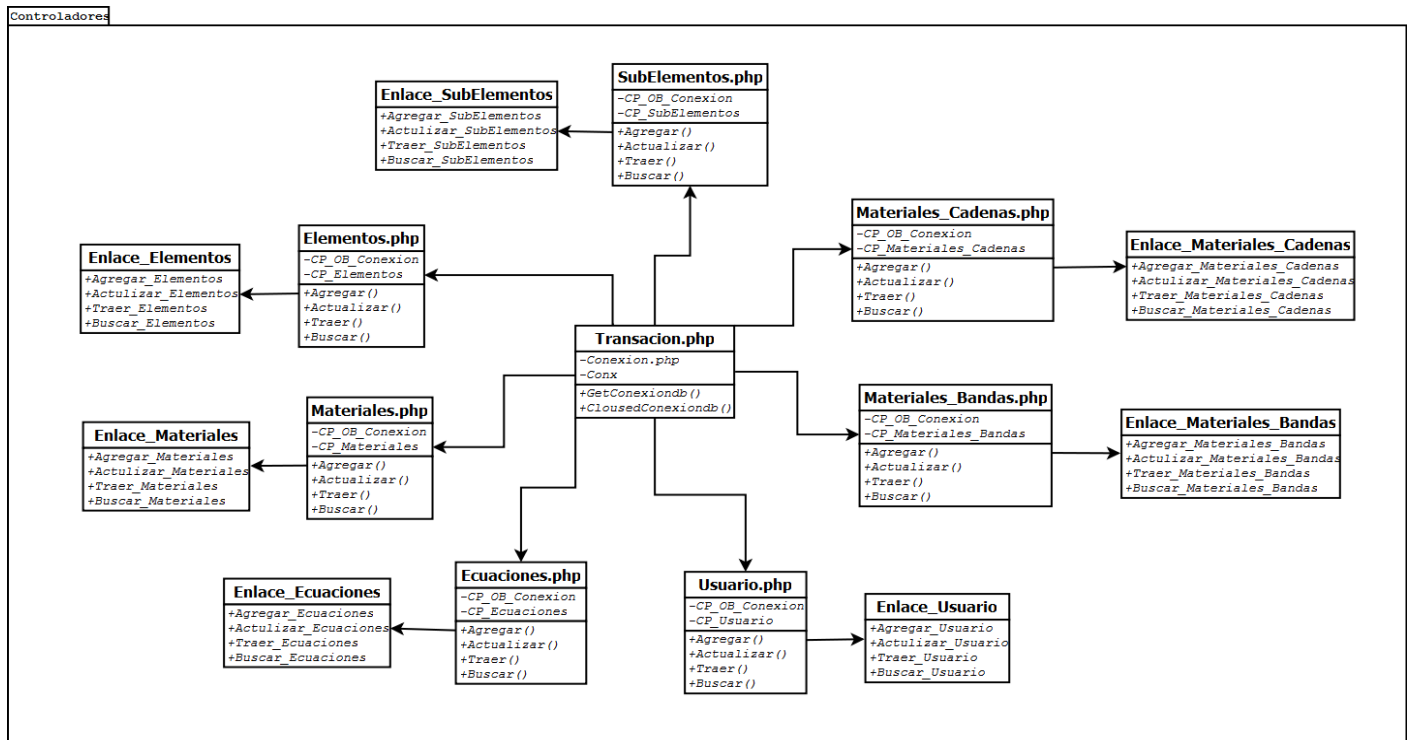 Controladores
SubElementos.php
-CP_OB_Conexion
-CP_SubElementos
+Agregar()
+Actualizar()
+Traer()
+Buscar()
Enlace_SubElementos
+Agregar_SubElementos
+Actulizar_SubElementos
+Traer_SubElementos
+Buscar_SubElementos
Materiales_Cadenas.php
-CP_OB_Conexion
-CP_Materiales_Cadenas
+Agregar()
+Actualizar()
+Traer()
+Buscar()
Enlace_Materiales_Cadenas
+Agregar_Materiales_Cadenas
+Actulizar_Materiales_Cadenas
+Traer_Materiales_Cadenas
+Buscar_Materiales_Cadenas
Elementos.php
-CP_OB_Conexion
-CP_Elementos
+Agregar()
+Actualizar()
+Traer()
+Buscar()
Enlace_Elementos
+Agregar_Elementos
+Actulizar_Elementos
+Traer_Elementos
+Buscar_Elementos
Transacion.php
-Conexion.php
-Conx
+GetConexiondb()
+ClousedConexiondb()
Materiales.php
-CP_OB_Conexion
-CP_Materiales
+Agregar()
+Actualizar()
+Traer()
+Buscar()
Enlace_Materiales
+Agregar_Materiales
+Actulizar_Materiales
+Traer_Materiales
+Buscar_Materiales
Materiales_Bandas.php
-CP_OB_Conexion
-CP_Materiales_Bandas
+Agregar()
+Actualizar()
+Traer()
+Buscar()
Enlace_Materiales_Bandas
+Agregar_Materiales_Bandas
+Actulizar_Materiales_Bandas
+Traer_Materiales_Bandas
+Buscar_Materiales_Bandas
Ecuaciones.php
-CP_OB_Conexion
-CP_Ecuaciones
+Agregar()
+Actualizar()
+Traer()
+Buscar()
Enlace_Ecuaciones
+Agregar_Ecuaciones
+Actulizar_Ecuaciones
+Traer_Ecuaciones
+Buscar_Ecuaciones
Usuario.php
-CP_OB_Conexion
-CP_Usuario
+Agregar()
+Actualizar()
+Traer()
+Buscar()
Enlace_Usuario
+Agregar_Usuario
+Actulizar_Usuario
+Traer_Usuario
+Buscar_Usuario